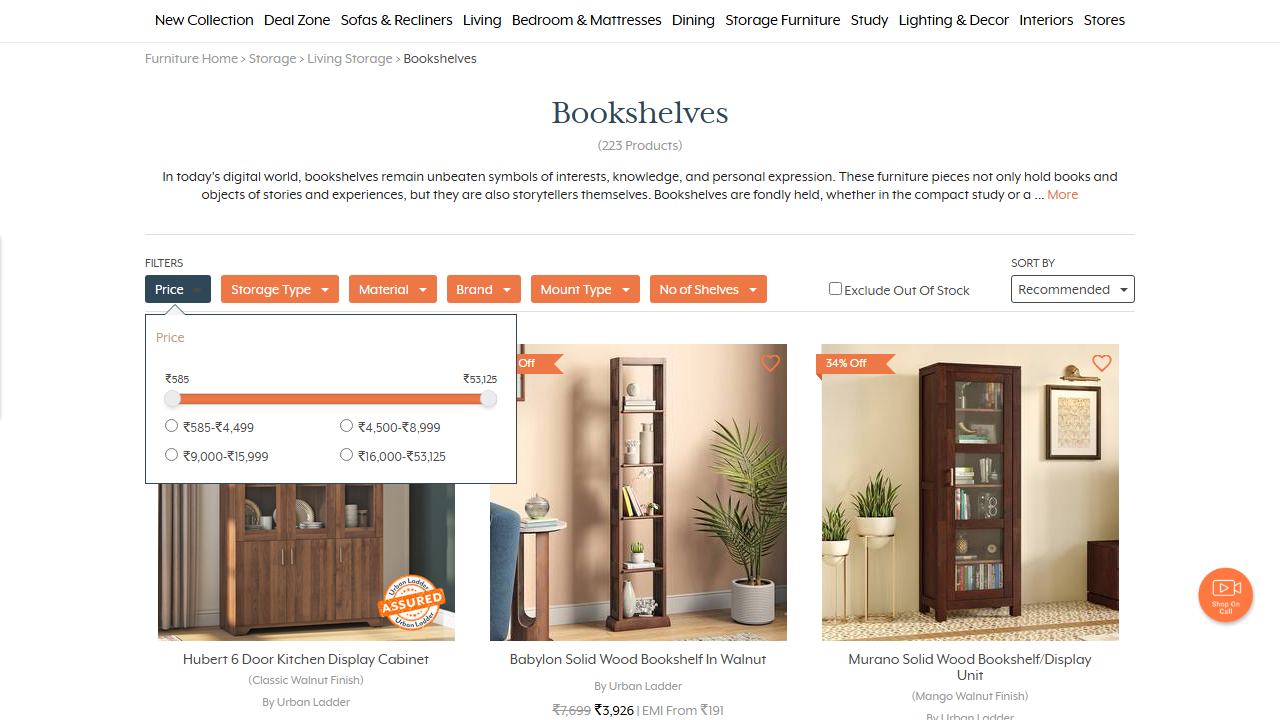 New Collection Deal Zone Sofas & Recliners Living Bedroom & Mattresses Dining Storage Furniture Study Lighting & Decor Interiors Stores
Furniture Home > Storage > Living Storage > Bookshelves
Bookshelves
(223 Products)
In today's digital world, bookshelves remain unbeaten symbols of interests, knowledge, and personal expression. These furniture pieces not only hold books and
objects of stories and experiences, but they are also storytellers themselves. Bookshelves are fondly held, whether in the compact study or a ... More
FILTERS
SORT BY
Price Storage Type Material Brand Mount Type No of Shelves
Exclude Out Of Stock
Recommended
Price
₹585 ₹53,125
₹585-₹4,499 ₹4,500-₹8,999
₹9,000-₹15,999 ₹16,000-₹53,125
Off
34% Off
Urban Ladder
ASSURED
Urban Ladder
Shop On
Call
Hubert 6 Door Kitchen Display Cabinet
(Classic Walnut Finish)
By Urban Ladder
Babylon Solid Wood Bookshelf In Walnut
By Urban Ladder
₹7,699 ₹3,926 | EMI From ₹191
Murano Solid Wood Bookshelf/Display
Unit
(Mango Walnut Finish)
By Urban Ladder